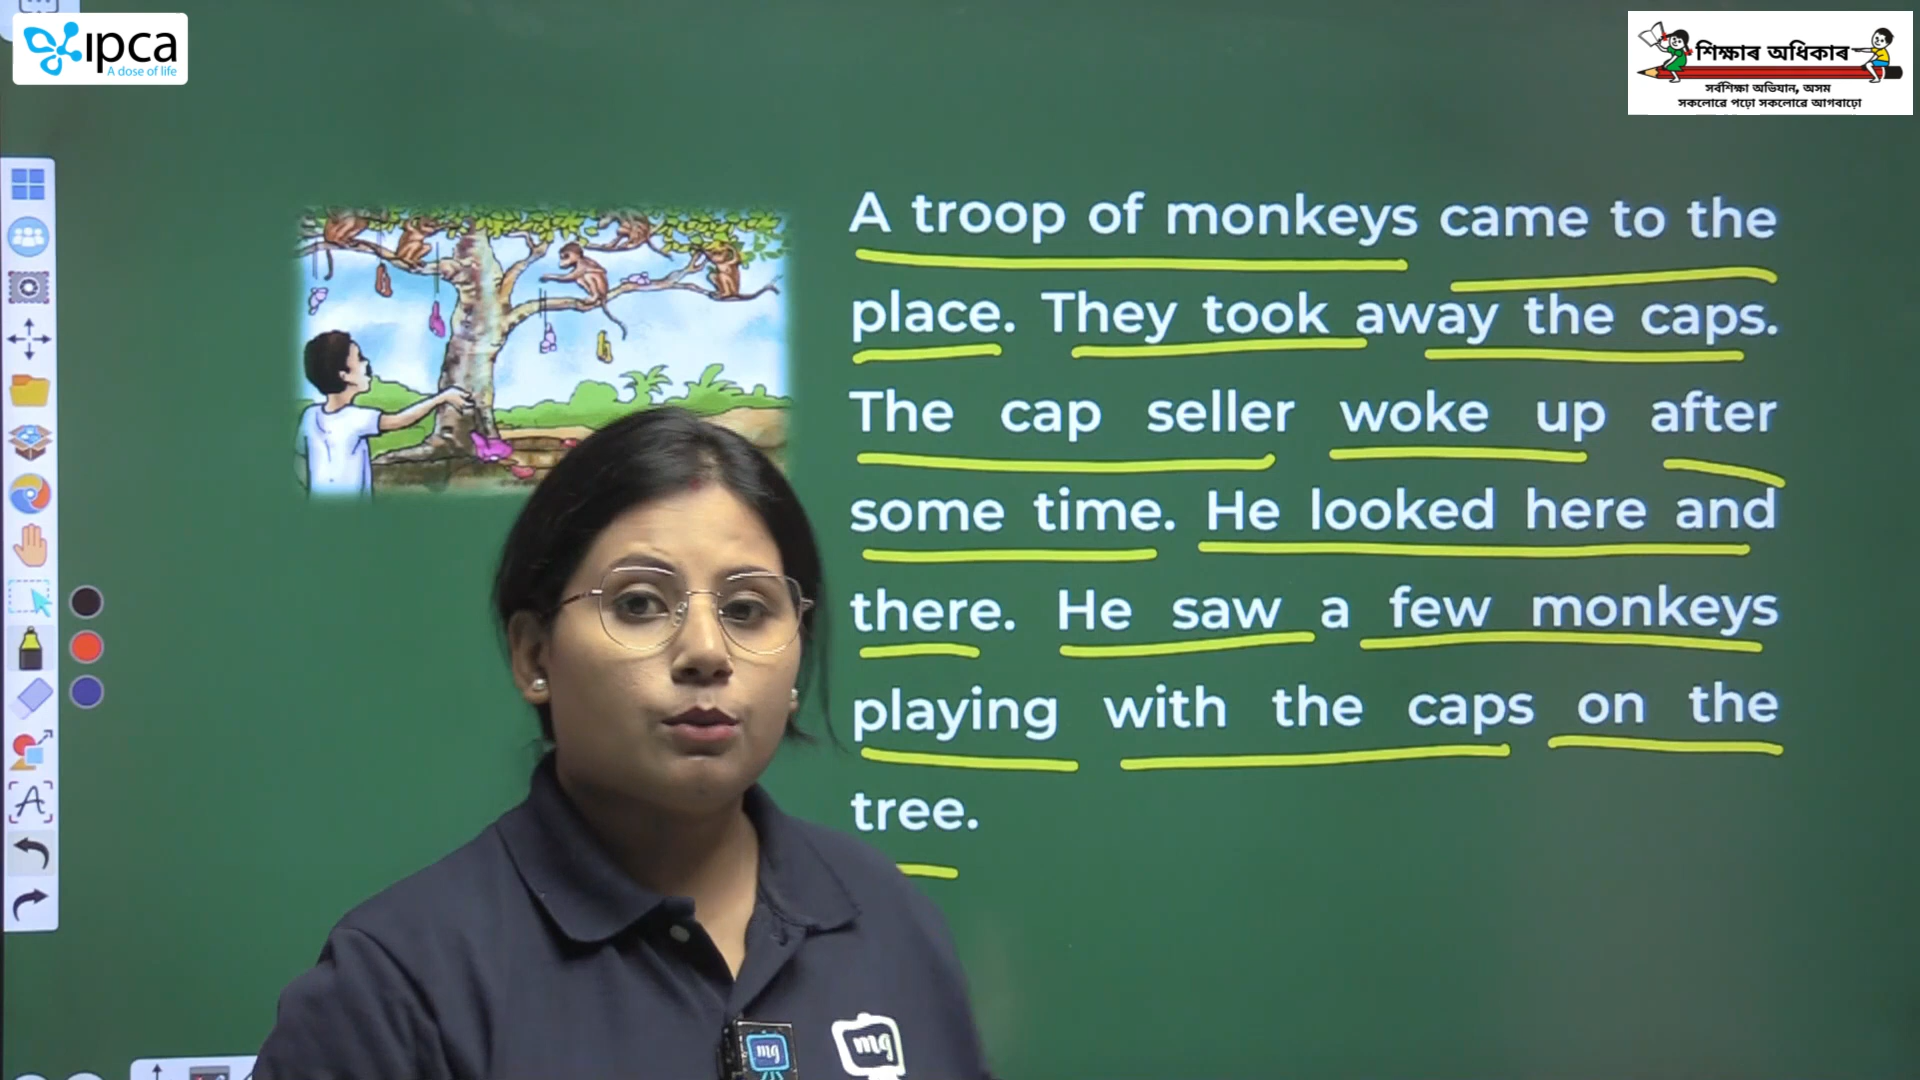 ipca
A dose of life
শিক্ষাৰ অধিকাৰ
সৰ্বশিক্ষা অভিযান, অসম
সকলোৱে পঢ়ো সকলোৱে আগবাঢ়ো
A troop of monkeys came to the
place. They took away the caps.
The cap seller woke up after
some time. He looked here and
there. He saw a few monkeys
playing with the caps on the
tree.
A
mg
mg